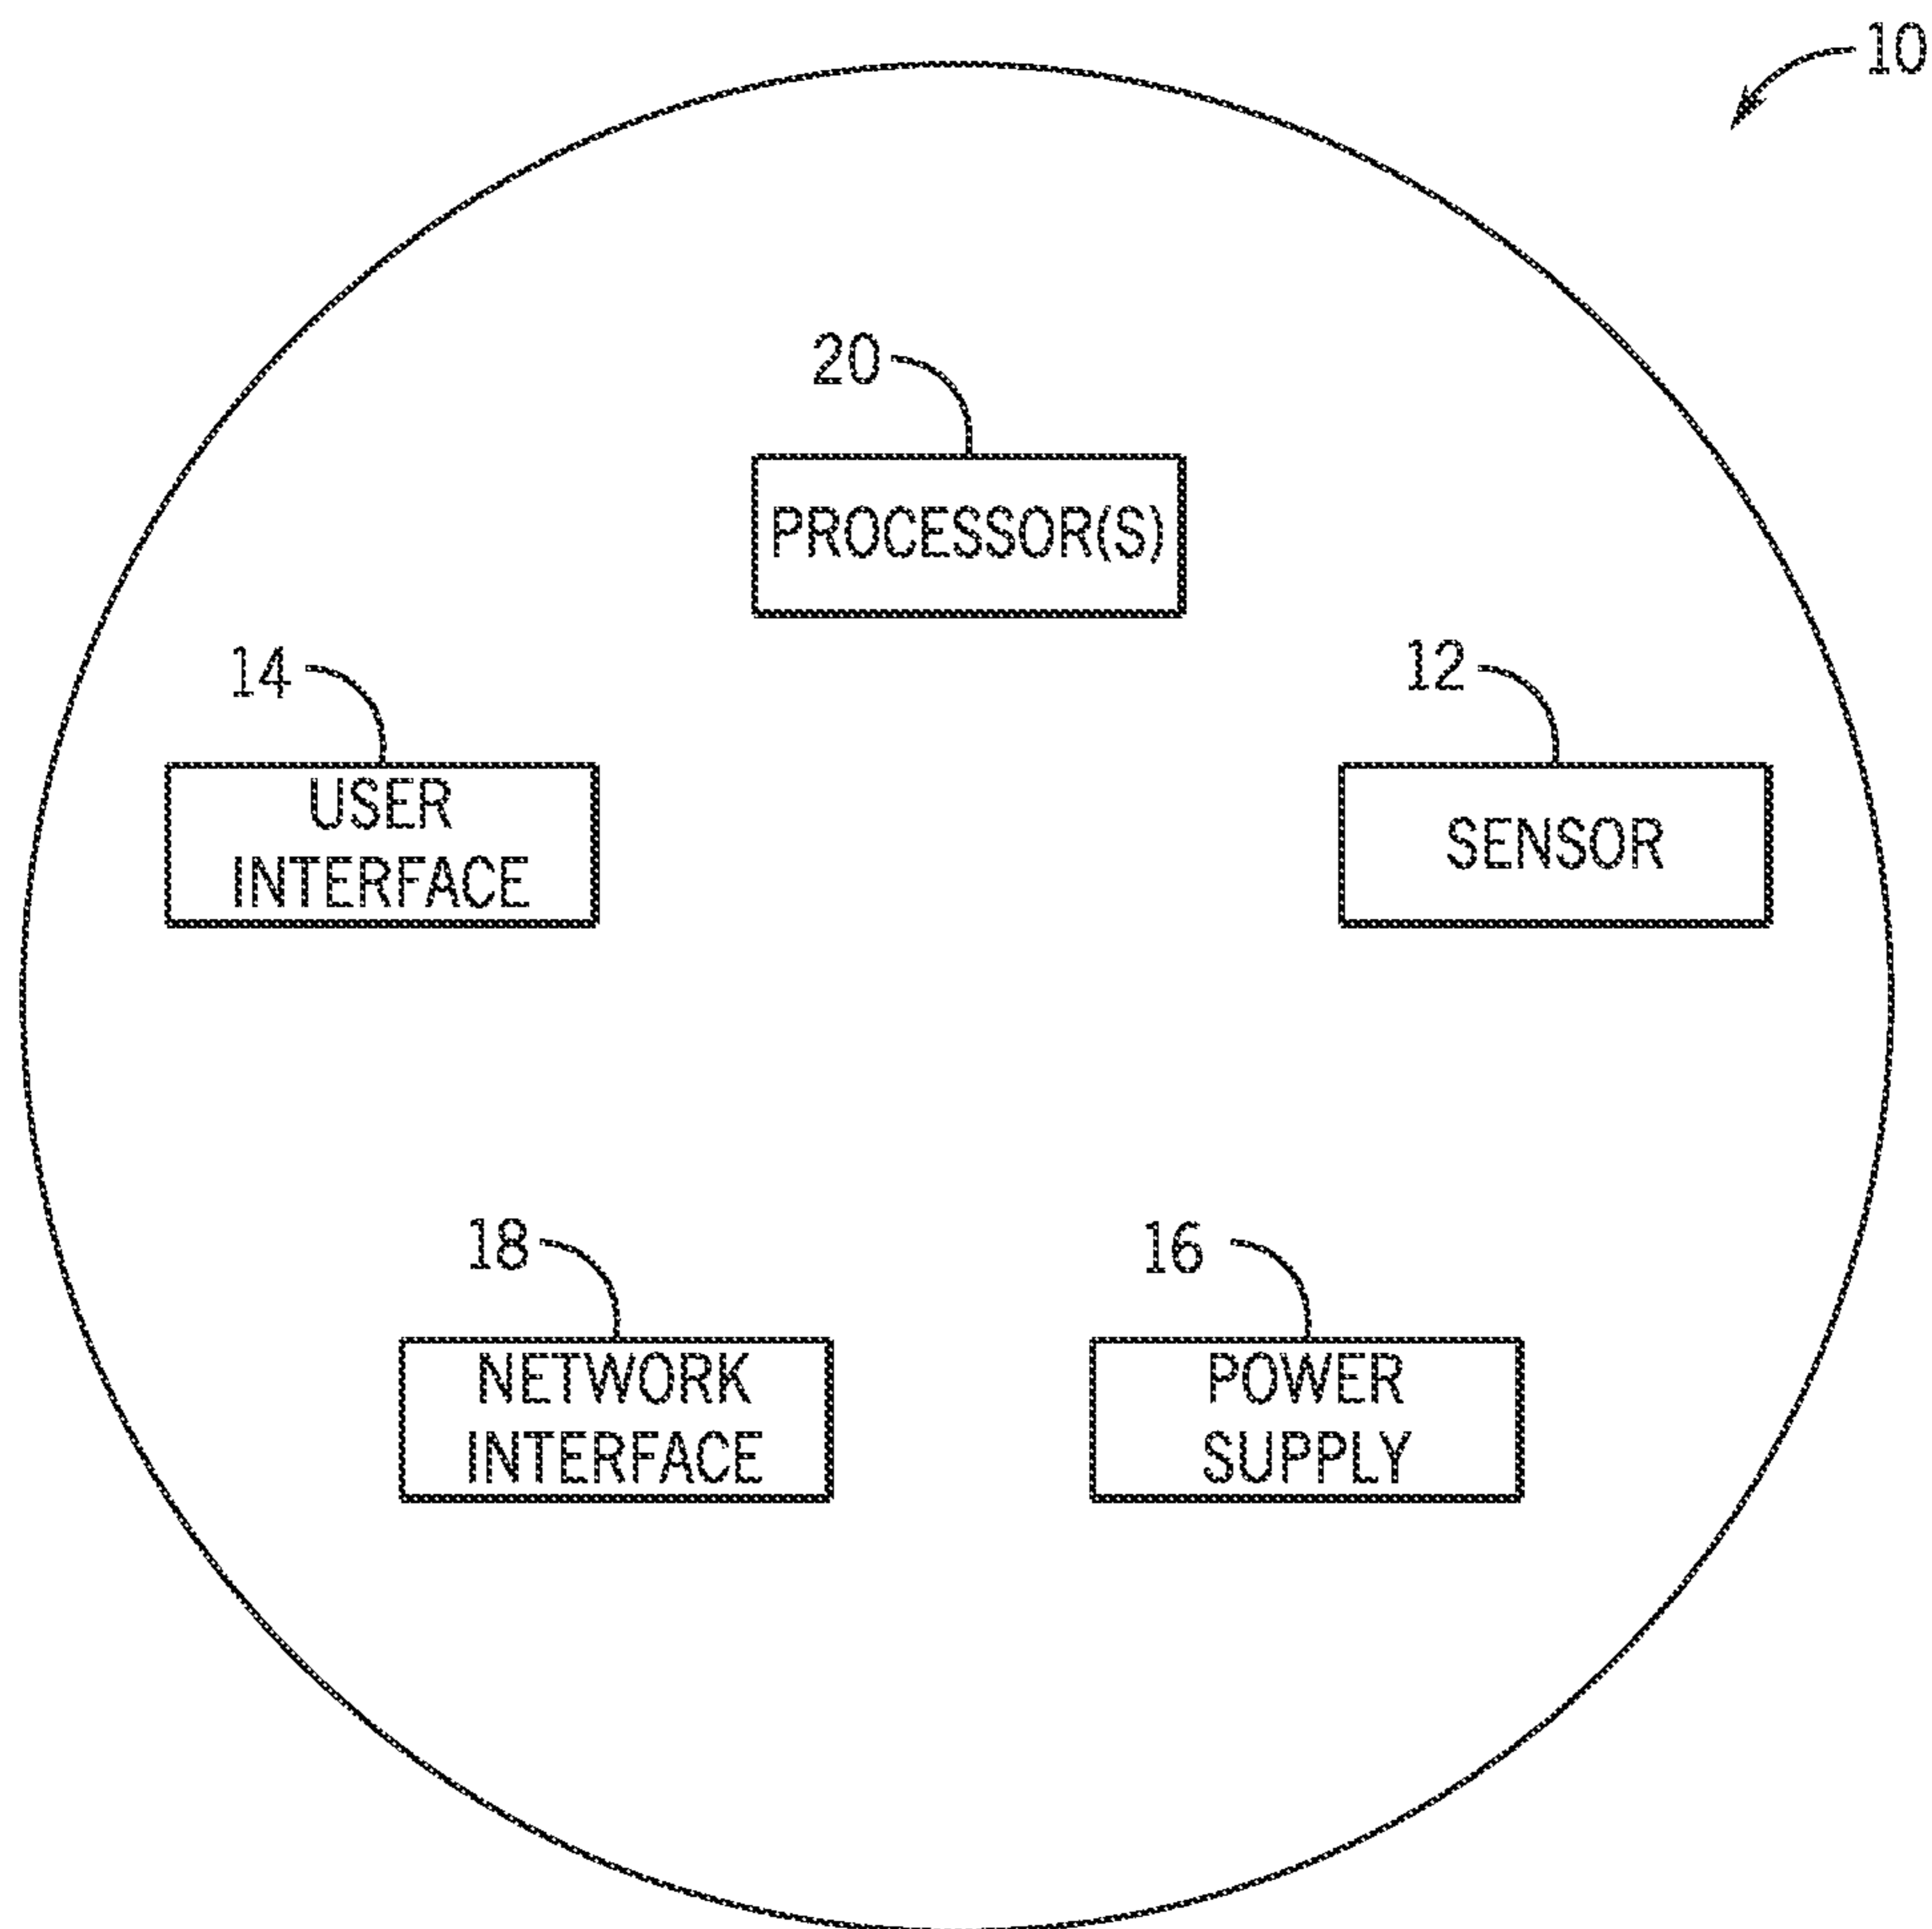 10
20
PROCESSOR(S)
14
USER
INTERFACE
12
SENSOR
18
NETWORK
INTERFACE
16
POWER
SUPPLY